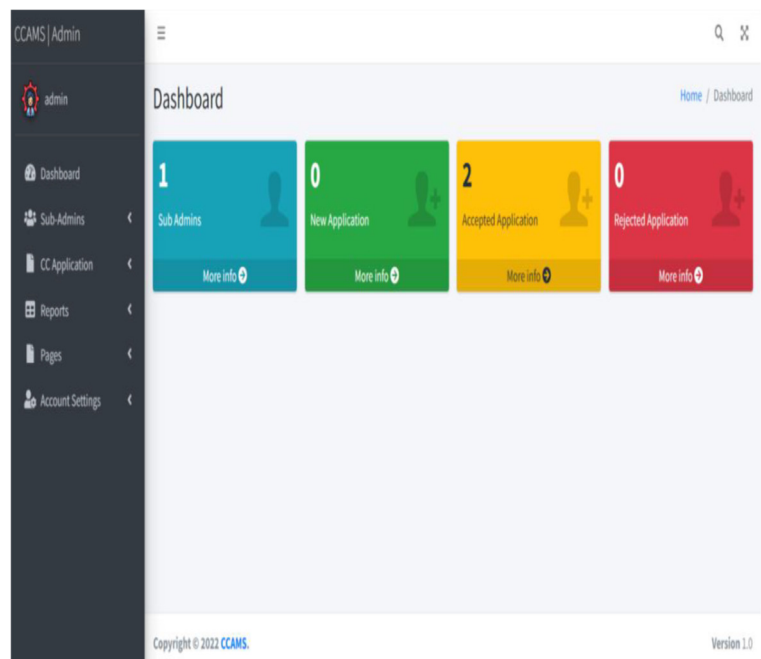 CCAMS | Admin
admin
Dashboard
Sub-Admins
CC Application
Reports
Pages
Account Settings
Dashboard
Home / Dashboard
1
Sub Admins
More info
0
New Application
More info
2
Accepted Application
More info
0
Rejected Application
More info
Copyright © 2022 CCAMS.
Version 1.0